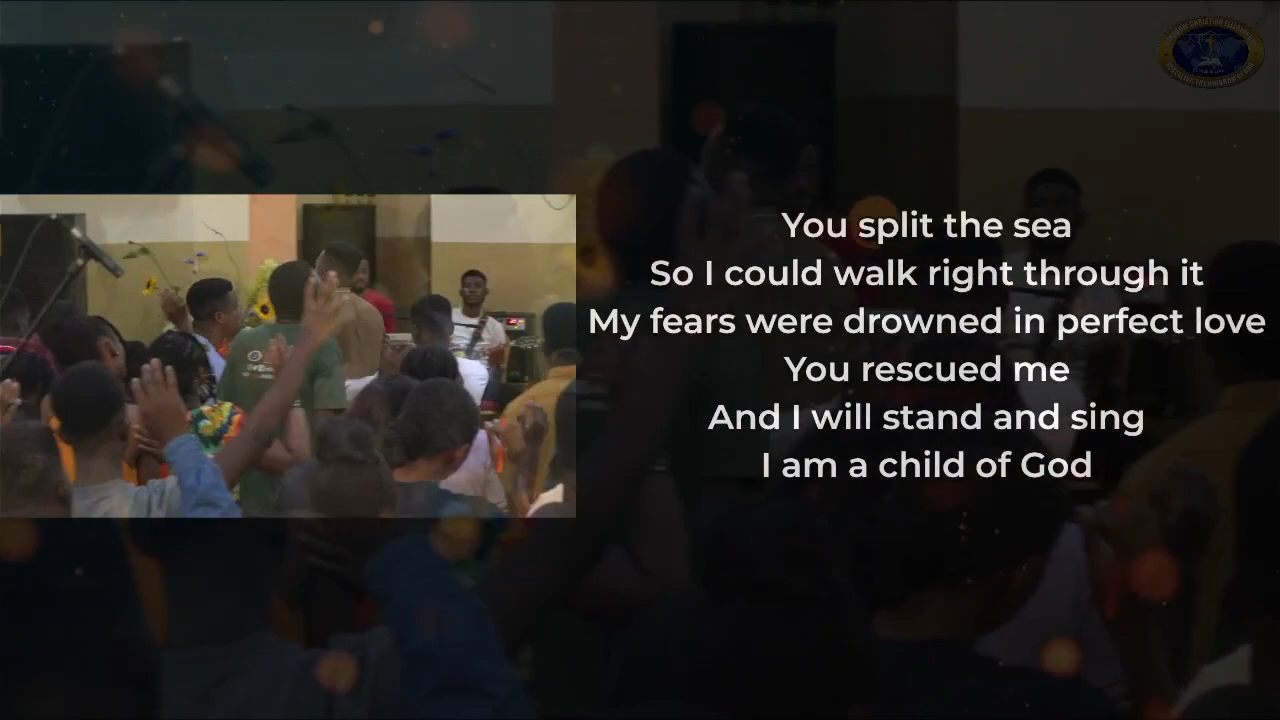 You split the sea
So I could walk right through it
My fears were drowned in perfect love
You rescued me
And I will stand and sing
I am a child of God